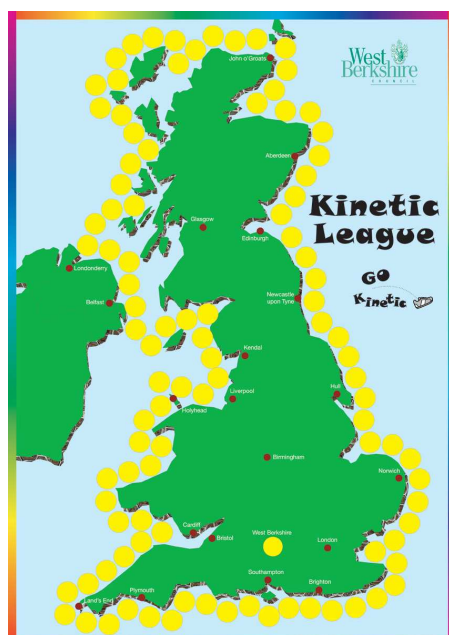 West
Berkshire
COUNCIL
John o'Groats
Aberdeen
Kinetic
League
Glasgow
Edinburgh
Londonderry
GO
Kinetic
Belfast
Newcastle
upon Tyne
Kendal
Liverpool
Hull
Holyhead
Birmingham
Norwich
Cardiff
Bristol
West Berkshire
London
Southampton
Brighton
Plymouth
Land's End